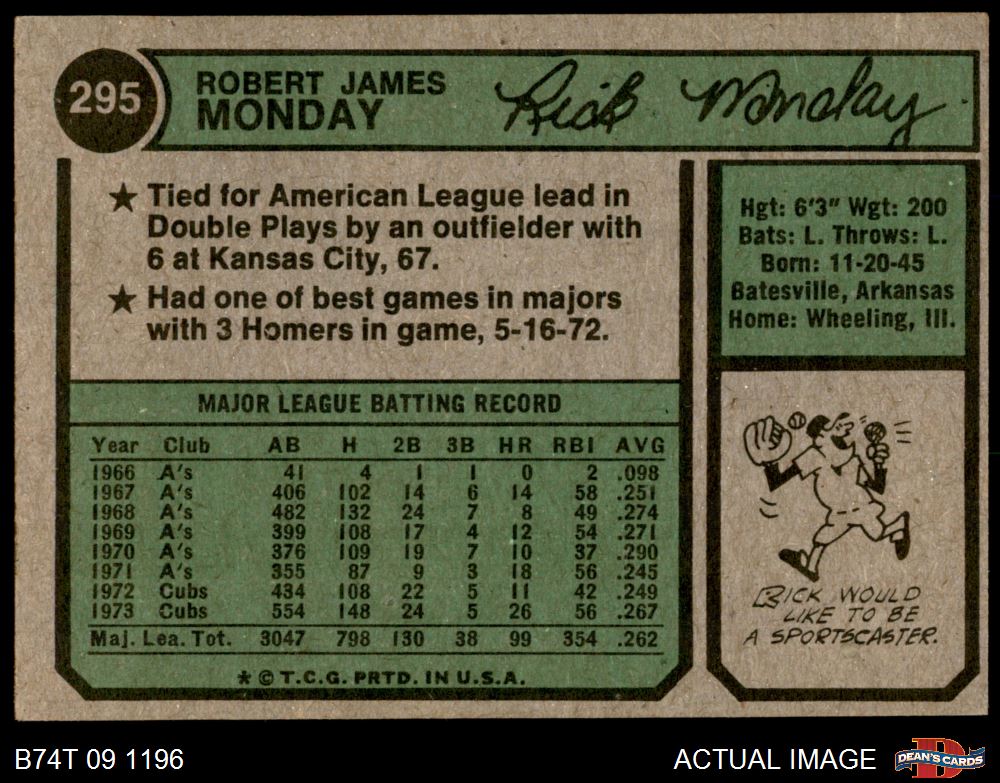 295
ROBERT JAMES
MONDAY
Rick Monday
★ Tied for American League lead in
Double Plays by an outfielder with
6 at Kansas City, 67.
★ Had one of best games in majors
with 3 Homers in game, 5-16-72.
Hgt: 6'3" Wgt: 200
Bats: L. Throws: L.
Born: 11-20-45
Batesville, Arkansas
Home: Wheeling, Ill.
MAJOR LEAGUE BATTING RECORD
Year Club AB H 2B 3B HR RBI AVG
1966 A's 41 4 1 1 0 2 .098
1967 A's 406 102 14 6 14 58 .251
1968 A's 482 132 24 7 8 49 .274
1969 A's 399 108 17 4 12 54 .271
1970 A's 376 109 19 7 10 37 .290
1971 A's 355 87 9 3 18 56 .245
1972 Cubs 434 108 22 5 11 42 .249
1973 Cubs 554 148 24 5 26 56 .267
Maj. Lea. Tot. 3047 798 130 38 99 354 .262
* © T.C.G. PRTD. IN U.S.A.
RICK WOULD
LIKE TO BE
A SPORTSCASTER.
B74T 09 1196
ACTUAL IMAGE
D
DEAN'S CARDS